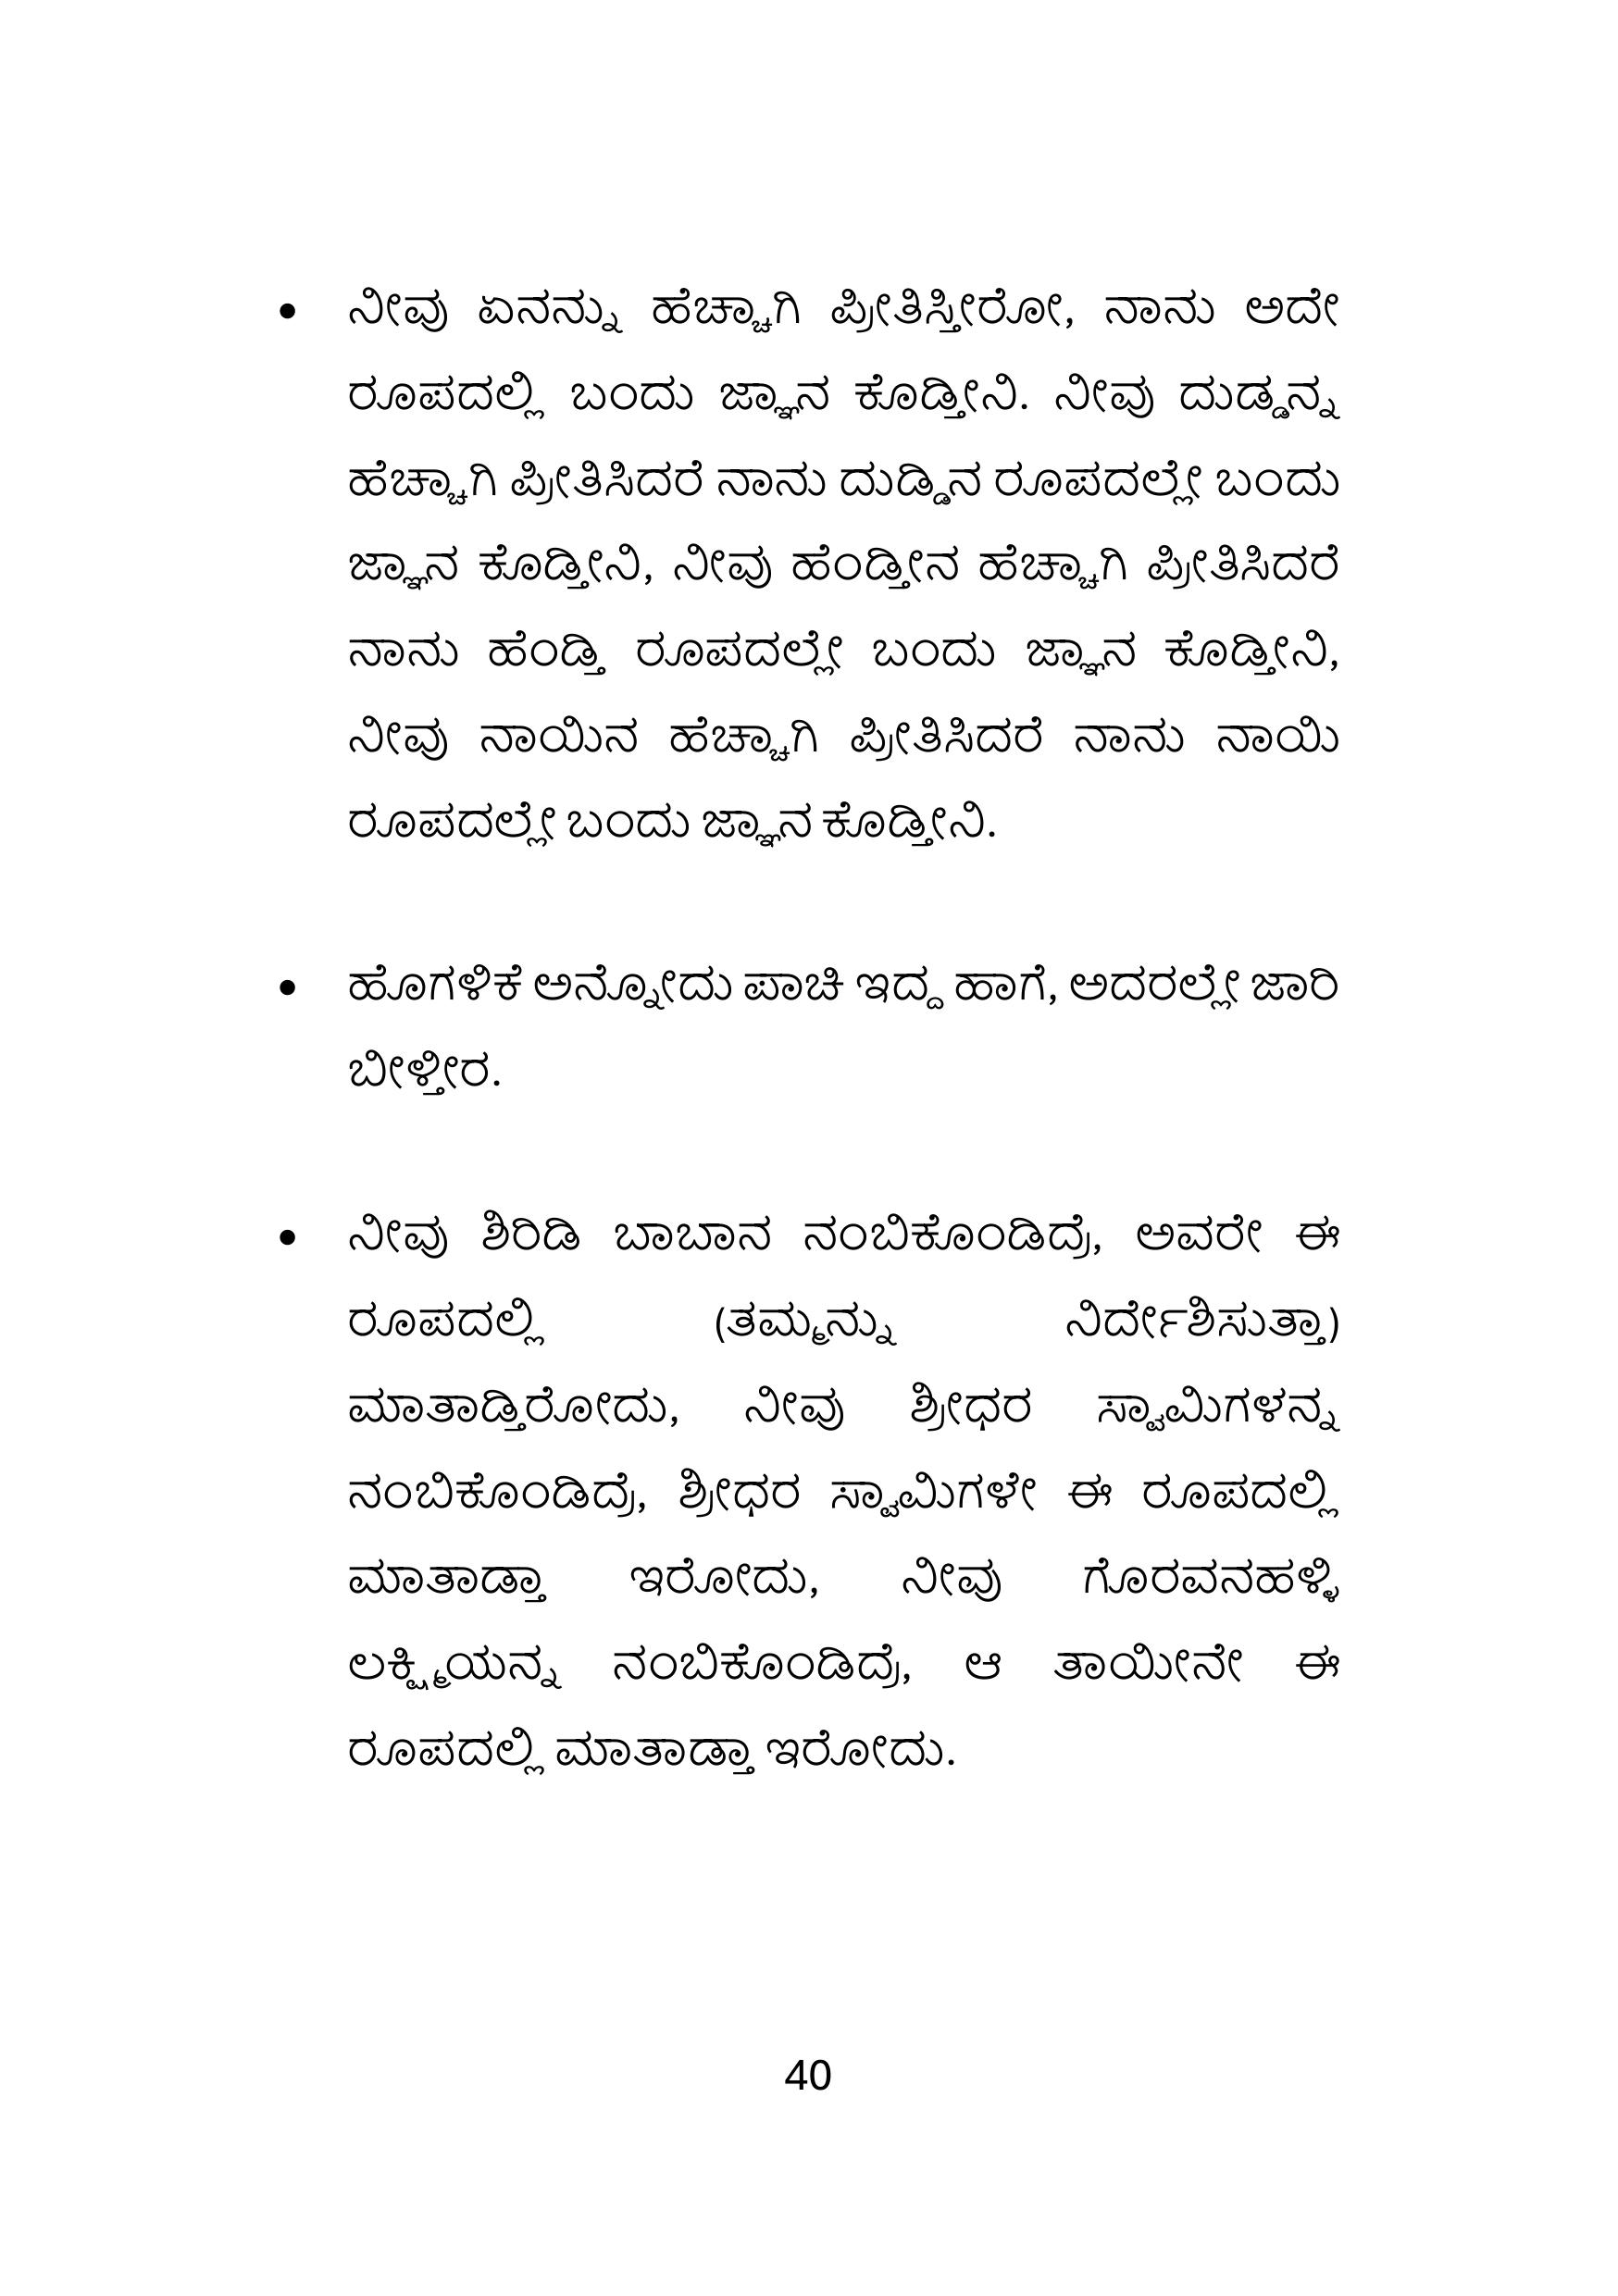 • ನೀವು ಏನನ್ನು ಹೆಚ್ಚಾಗಿ ಪ್ರೀತಿಸ್ತೀರೋ, ನಾನು ಅದೇ
ರೂಪದಲ್ಲಿ ಬಂದು ಜ್ಞಾನ ಕೊಡ್ತೀನಿ. ನೀವು ದುಡ್ಡನ್ನ
ಹೆಚ್ಚಾಗಿ ಪ್ರೀತಿಸಿದರೆ ನಾನು ದುಡ್ಡಿನ ರೂಪದಲ್ಲೇ ಬಂದು
ಜ್ಞಾನ ಕೊಡ್ತೀನಿ, ನೀವು ಹೆಂಡ್ತೀನ ಹೆಚ್ಚಾಗಿ ಪ್ರೀತಿಸಿದರೆ
ನಾನು ಹೆಂಡ್ತಿ ರೂಪದಲ್ಲೇ ಬಂದು ಜ್ಞಾನ ಕೊಡ್ತೀನಿ,
ನೀವು ನಾಯಿನ ಹೆಚ್ಚಾಗಿ ಪ್ರೀತಿಸಿದರೆ ನಾನು ನಾಯಿ
ರೂಪದಲ್ಲೇ ಬಂದು ಜ್ಞಾನ ಕೊಡ್ತೀನಿ.
• ಹೊಗಳಿಕೆ ಅನ್ನೋದು ಪಾಚಿ ಇದ್ದ ಹಾಗೆ, ಅದರಲ್ಲೇ ಜಾರಿ
ಬೀಳ್ತೀರ.
• ನೀವು ಶಿರಿಡಿ ಬಾಬಾನ ನಂಬಿಕೊಂಡಿದ್ರೆ, ಅವರೇ ಈ
ರೂಪದಲ್ಲಿ (ತಮ್ಮನ್ನು ನಿರ್ದೇಶಿಸುತ್ತಾ)
ಮಾತಾಡ್ತಿರೋದು, ನೀವು ಶ್ರೀಧರ ಸ್ವಾಮಿಗಳನ್ನ
ನಂಬಿಕೊಂಡಿದ್ರೆ, ಶ್ರೀಧರ ಸ್ವಾಮಿಗಳೇ ಈ ರೂಪದಲ್ಲಿ
ಮಾತಾಡ್ತಾ ಇರೋದು, ನೀವು ಗೊರವನಹಳ್ಳಿ
ಲಕ್ಷ್ಮಿಯನ್ನ ನಂಬಿಕೊಂಡಿದ್ರೆ, ಆ ತಾಯೀನೇ ಈ
ರೂಪದಲ್ಲಿ ಮಾತಾಡ್ತಾ ಇರೋದು.
40